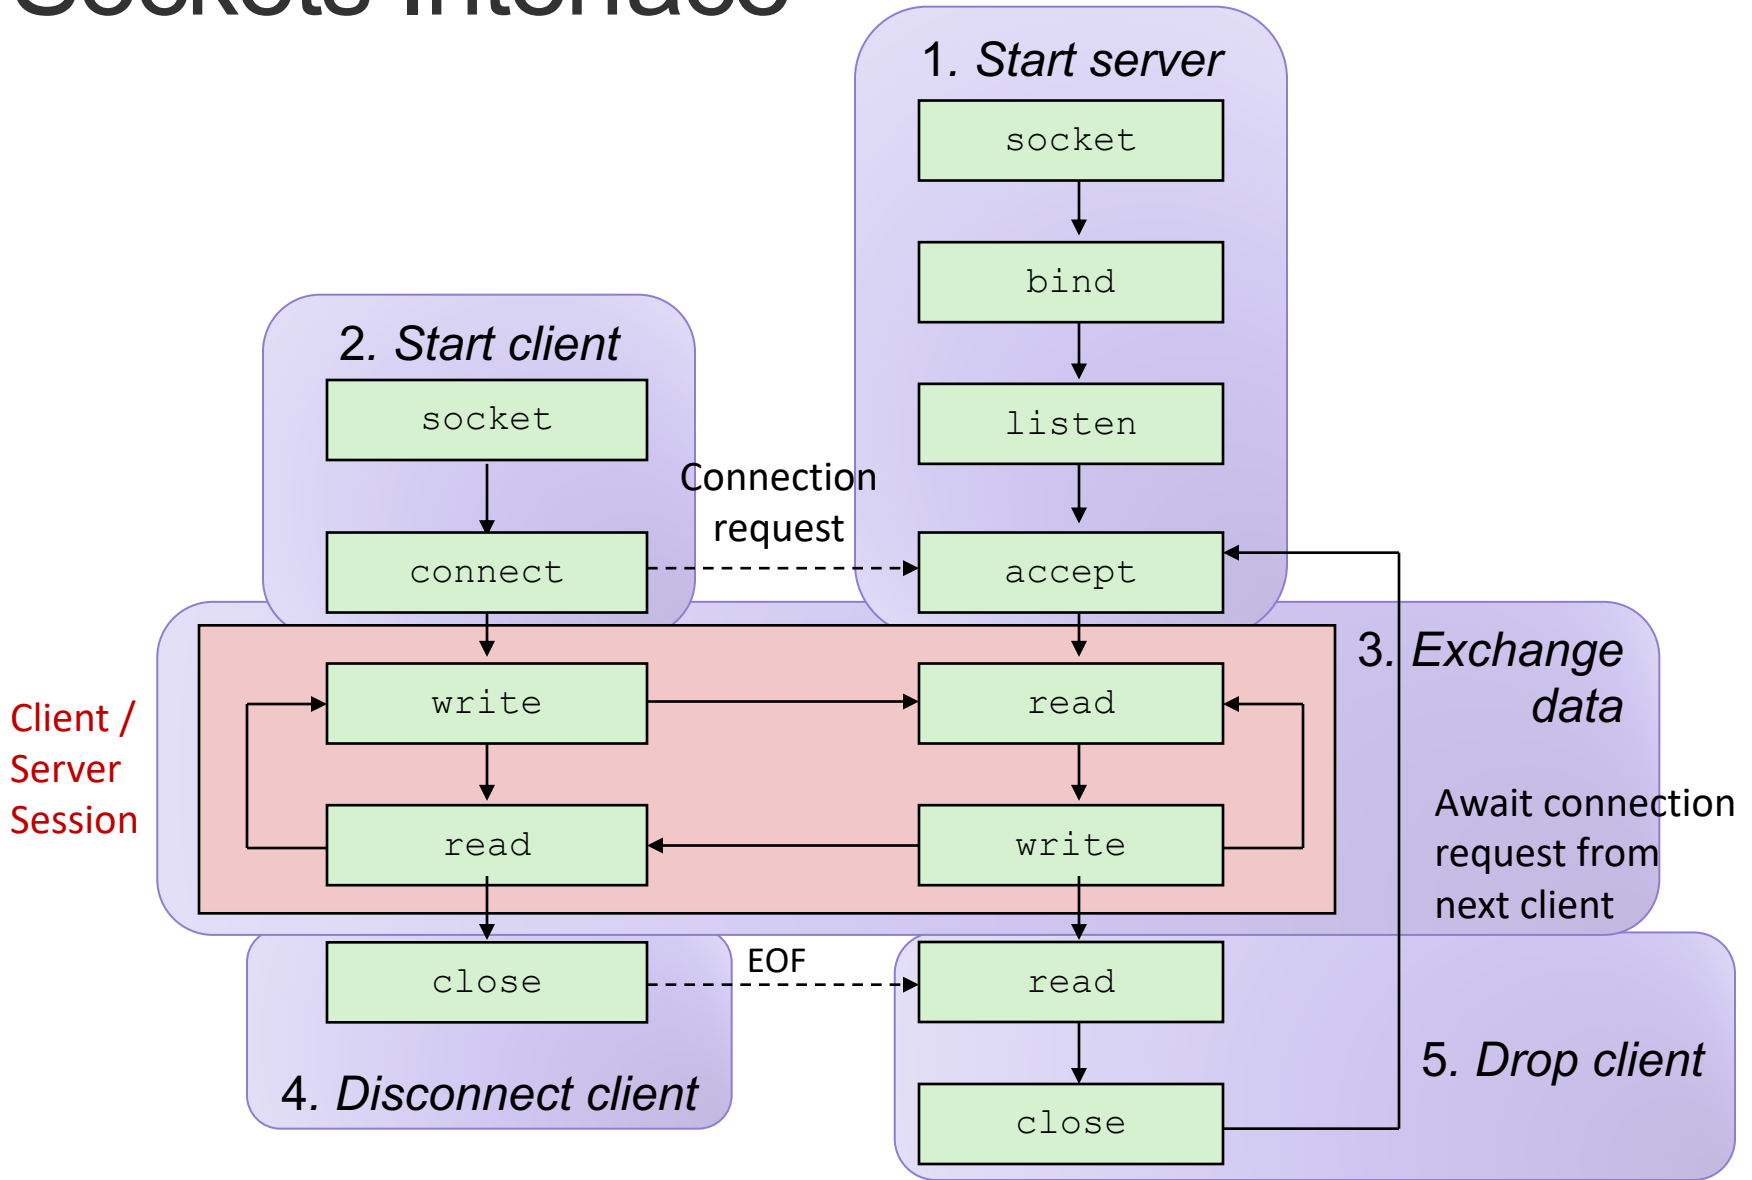 Sockets Interface
1. Start server
socket
bind
2. Start client
socket
listen
Connection
request
connect
accept
3. Exchange
data
Client /
Server
Session
write
read
read
write
Await connection
request from
next client
close
EOF
read
4. Disconnect client
5. Drop client
close